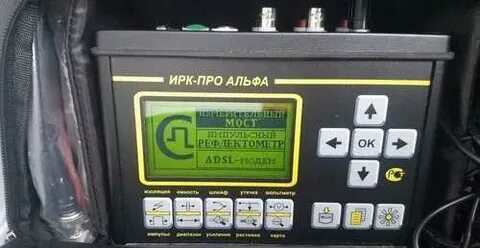 ИРК-ПРО АЛЬФА
ИЗМЕРИТЕЛЬНЫЙ
МОСТ
ИМПУЛЬСНЫЙ
РЕФЛЕКТОМЕТР
ADSL-МОДЕМ
OK
изоляция емкость шлейф утечка вольтметр
импульс диапазон усиление растяжка карта